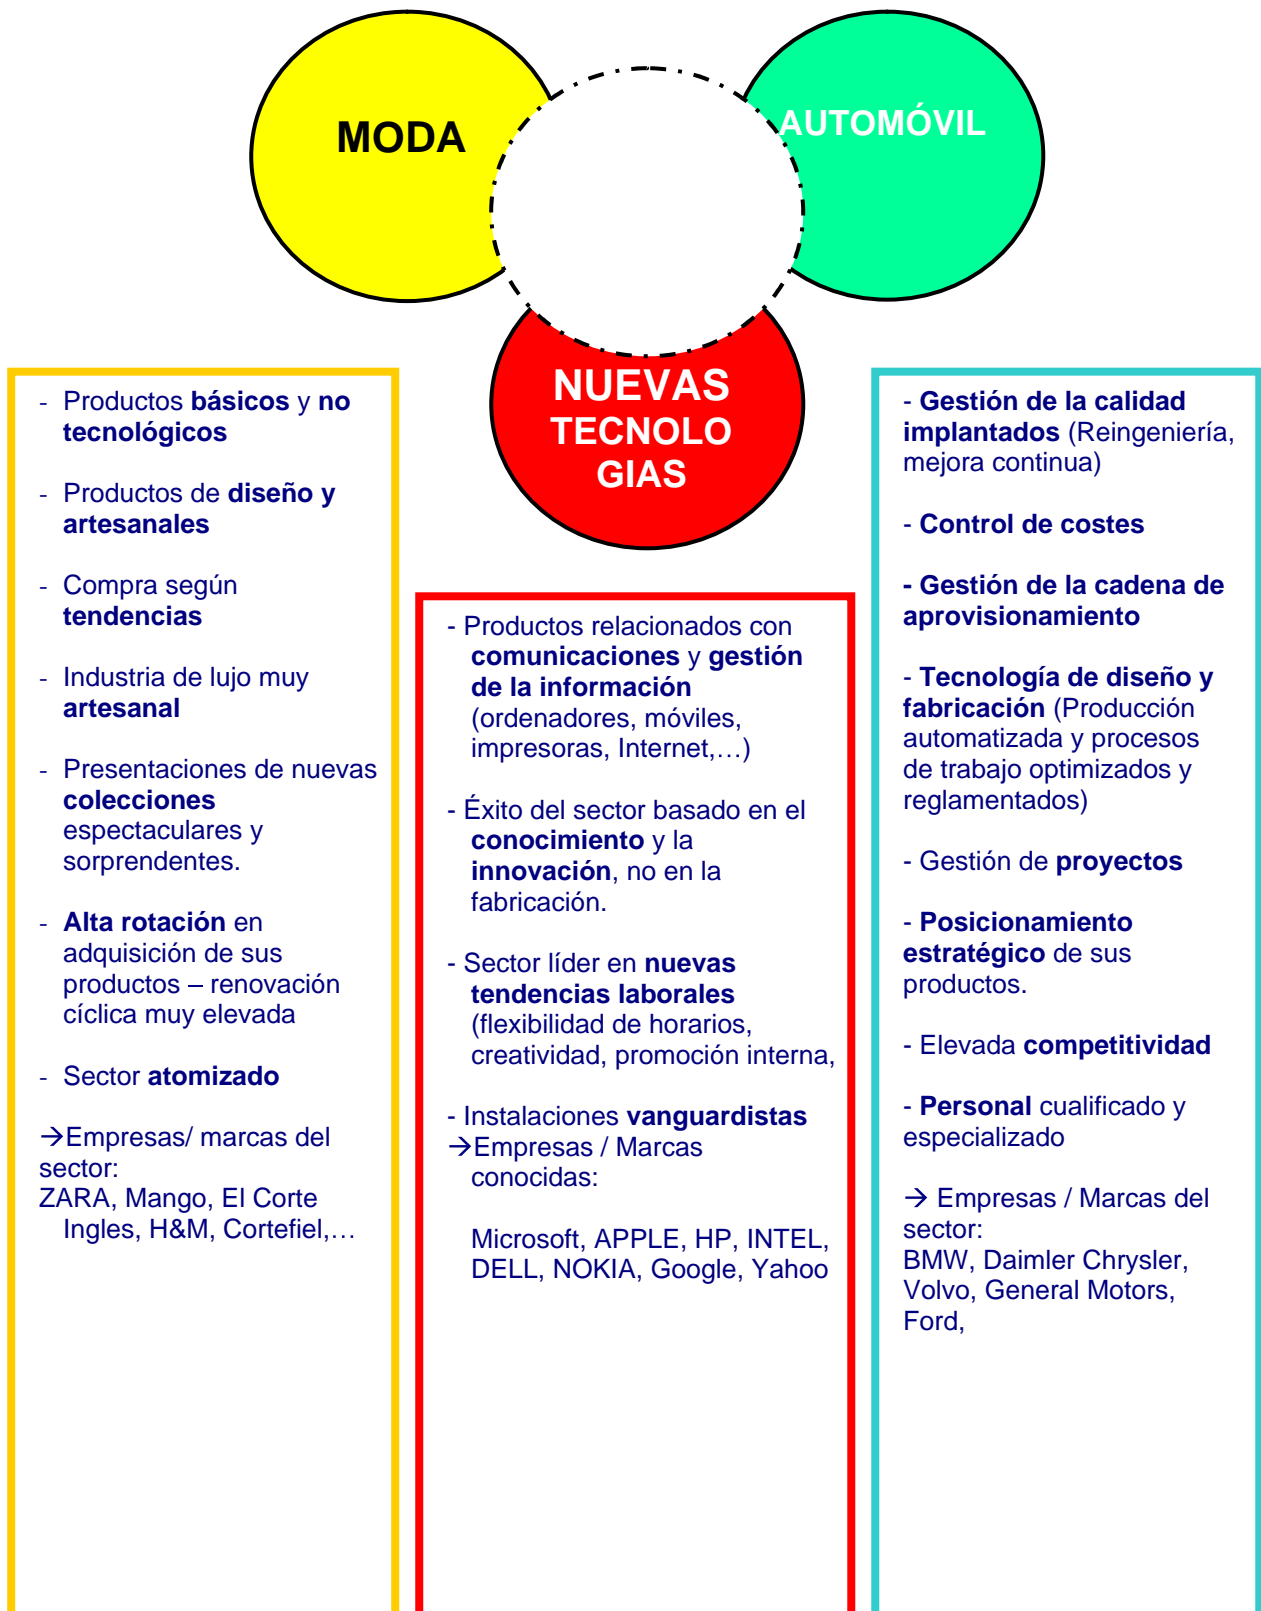 MODA
AUTOMÓVIL
NUEVAS
TECNOLO
GIAS
- Productos básicos y no
tecnológicos
- Productos de diseño y
artesanales
- Compra según
tendencias
- Industria de lujo muy
artesanal
- Presentaciones de nuevas
colecciones
espectaculares y
sorprendentes.
- Alta rotación en
adquisición de sus
productos – renovación
cíclica muy elevada
- Sector atomizado
→Empresas/ marcas del
sector:
ZARA, Mango, El Corte
Ingles, H&M, Cortefiel,…
- Productos relacionados con
comunicaciones y gestión
de la información
(ordenadores, móviles,
impresoras, Internet,…)
- Éxito del sector basado en el
conocimiento y la
innovación, no en la
fabricación.
- Sector líder en nuevas
tendencias laborales
(flexibilidad de horarios,
creatividad, promoción interna,
- Instalaciones vanguardistas
→Empresas / Marcas
conocidas:
Microsoft, APPLE, HP, INTEL,
DELL, NOKIA, Google, Yahoo
- Gestión de la calidad
implantados (Reingeniería,
mejora continua)
- Control de costes
- Gestión de la cadena de
aprovisionamiento
- Tecnología de diseño y
fabricación (Producción
automatizada y procesos
de trabajo optimizados y
reglamentados)
- Gestión de proyectos
- Posicionamiento
estratégico de sus
productos.
- Elevada competitividad
- Personal cualificado y
especializado
→ Empresas / Marcas del
sector:
BMW, Daimler Chrysler,
Volvo, General Motors,
Ford,